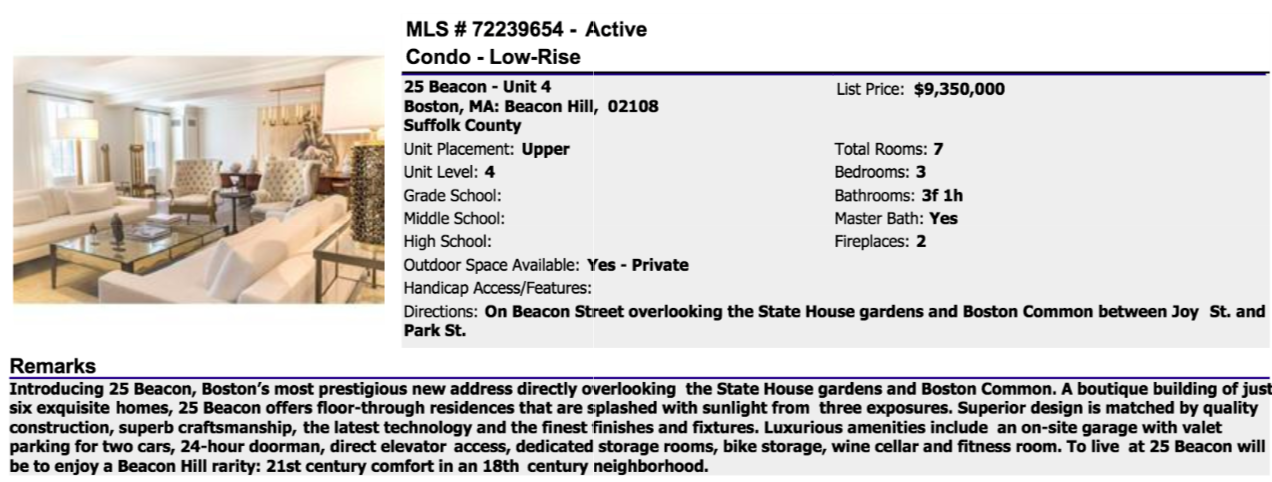 MLS # 72239654 - Active
Condo - Low-Rise
25 Beacon - Unit 4
List Price: $9,350,000
Boston, MA: Beacon Hill, 02108
Suffolk County
Unit Placement: Upper
Total Rooms: 7
Unit Level: 4
Bedrooms: 3
Grade School:
Bathrooms: 3f 1h
Middle School:
Master Bath: Yes
High School:
Fireplaces: 2
Outdoor Space Available: Yes - Private
Handicap Access/Features:
Directions: On Beacon Street overlooking the State House gardens and Boston Common between Joy St. and
Park St.
Remarks
Introducing 25 Beacon, Boston's most prestigious new address directly overlooking the State House gardens and Boston Common. A boutique building of just
six exquisite homes, 25 Beacon offers floor-through residences that are splashed with sunlight from three exposures. Superior design is matched by quality
construction, superb craftsmanship, the latest technology and the finest finishes and fixtures. Luxurious amenities include an on-site garage with valet
parking for two cars, 24-hour doorman, direct elevator access, dedicated storage rooms, bike storage, wine cellar and fitness room. To live at 25 Beacon will
be to enjoy a Beacon Hill rarity: 21st century comfort in an 18th century neighborhood.